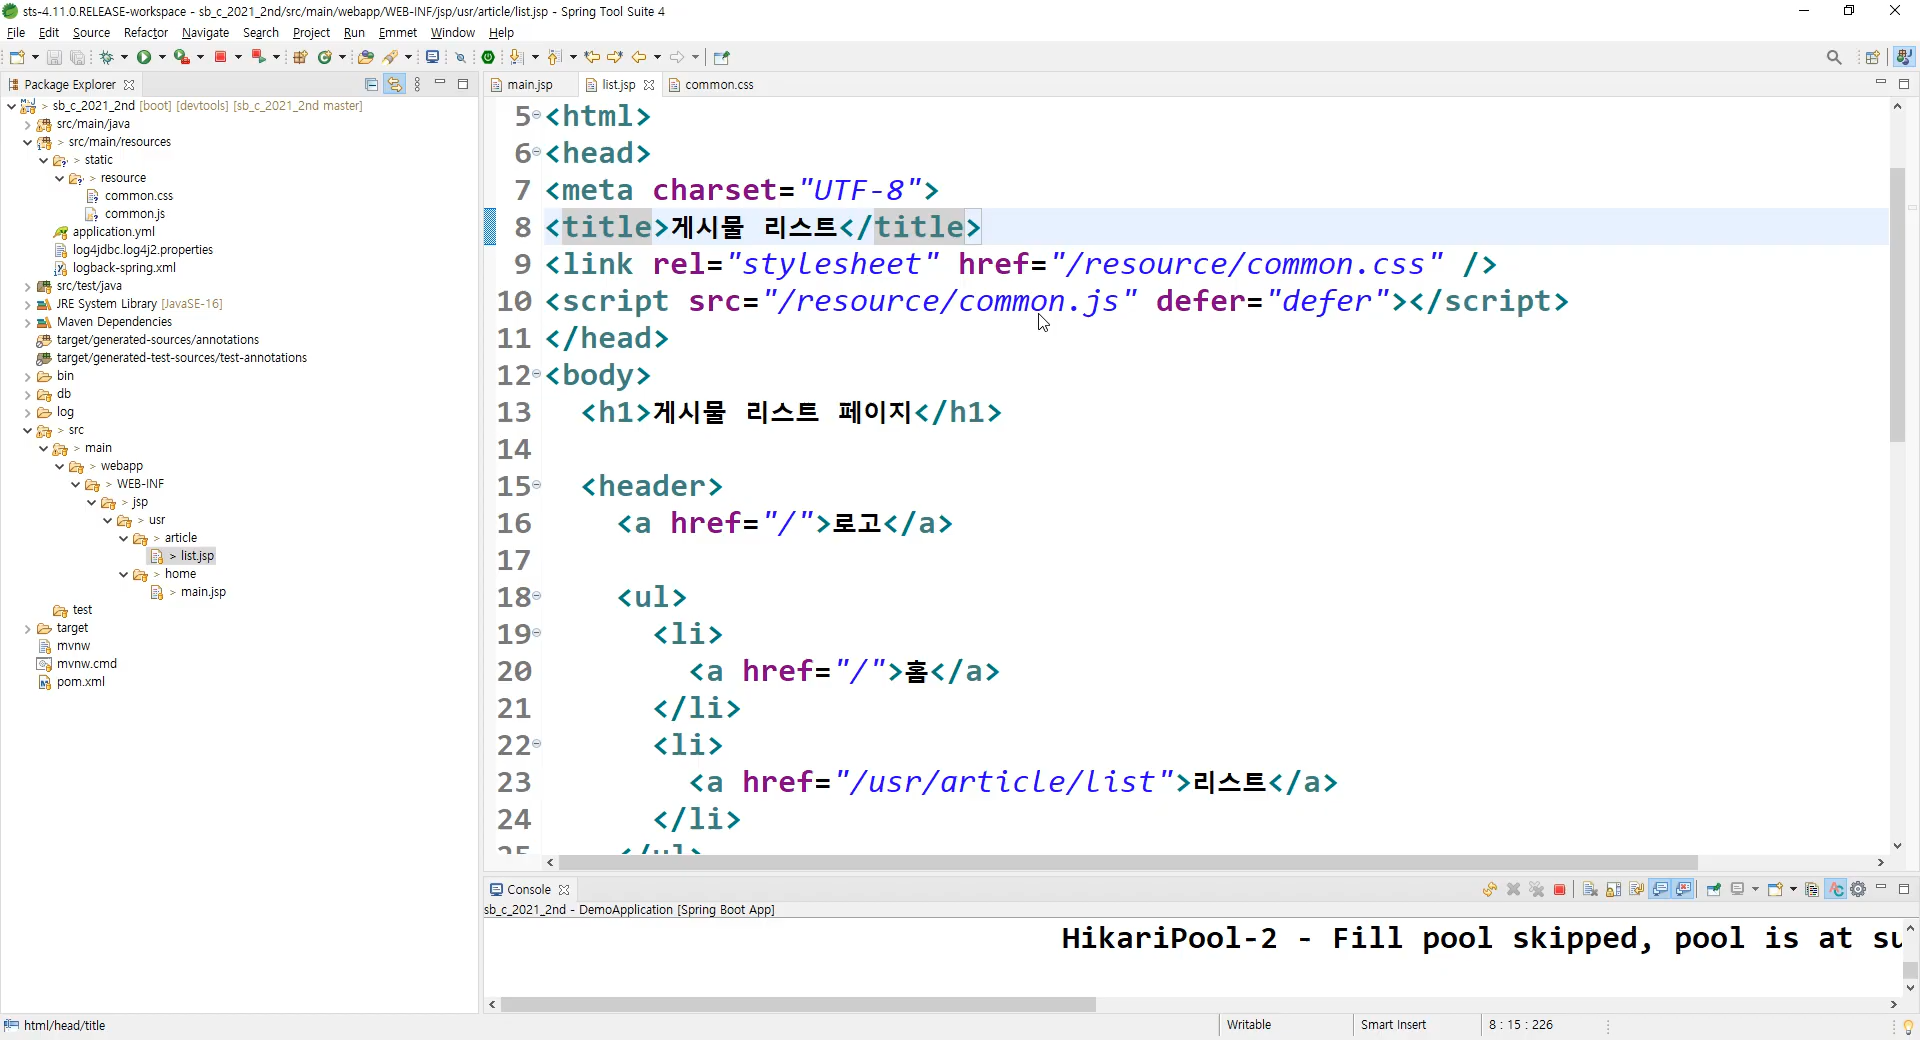 sts-4.11.0.RELEASE-workspace - sb_c_2021_2nd/src/main/webapp/WEB-INF/jsp/usr/article/list.jsp - Spring Tool Suite 4
File Edit Source Refactor Navigate Search Project Run Emmet Window Help
Package Explorer
> sb_c_2021_2nd [boot] [devtools] [sb_c_2021_2nd master]
src/main/java
> src/main/resources
> static
> resource
common.css
common.js
application.yml
log4jdbc.log4j2.properties
logback-spring.xml
src/test/java
JRE System Library [JavaSE-16]
Maven Dependencies
target/generated-sources/annotations
target/generated-test-sources/test-annotations
bin
db
log
> src
> main
> webapp
> WEB-INF
> jsp
> usr
> article
> list.jsp
> home
> main.jsp
test
target
mvnw
mvnw.cmd
pom.xml
main.jsp list.jsp common.css
5 <html>
6 <head>
7 <meta charset="UTF-8">
8 <title>게시물 리스트</title>
9 <link rel="stylesheet" href="/resource/common.css" />
10 <script src="/resource/common.js" defer="defer"></script>
11 </head>
12 <body>
13 <h1>게시물 리스트 페이지</h1>
14
15 <header>
16 <a href="/">로고</a>
17
18 <ul>
19 <li>
20 <a href="/">홈</a>
21 </li>
22 <li>
23 <a href="/usr/article/list">리스트</a>
24 </li>
25 </ul>
Console
sb_c_2021_2nd - DemoApplication [Spring Boot App]
HikariPool-2 - Fill pool skipped, pool is at su
html/head/title Writable Smart Insert 8 : 15 : 226